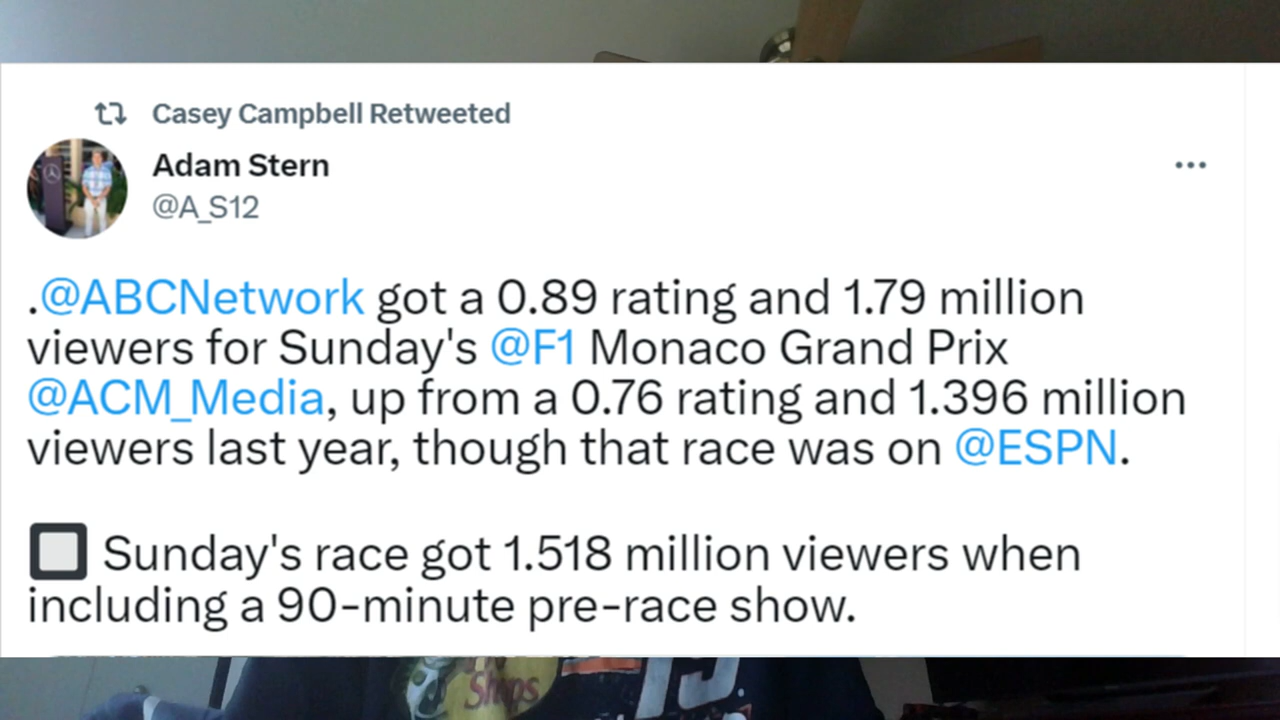 Casey Campbell Retweeted
Adam Stern
@A_S12
.@ABCNetwork got a 0.89 rating and 1.79 million
viewers for Sunday's @F1 Monaco Grand Prix
@ACM_Media, up from a 0.76 rating and 1.396 million
viewers last year, though that race was on @ESPN.
Sunday's race got 1.518 million viewers when
including a 90-minute pre-race show.
Shops
19.